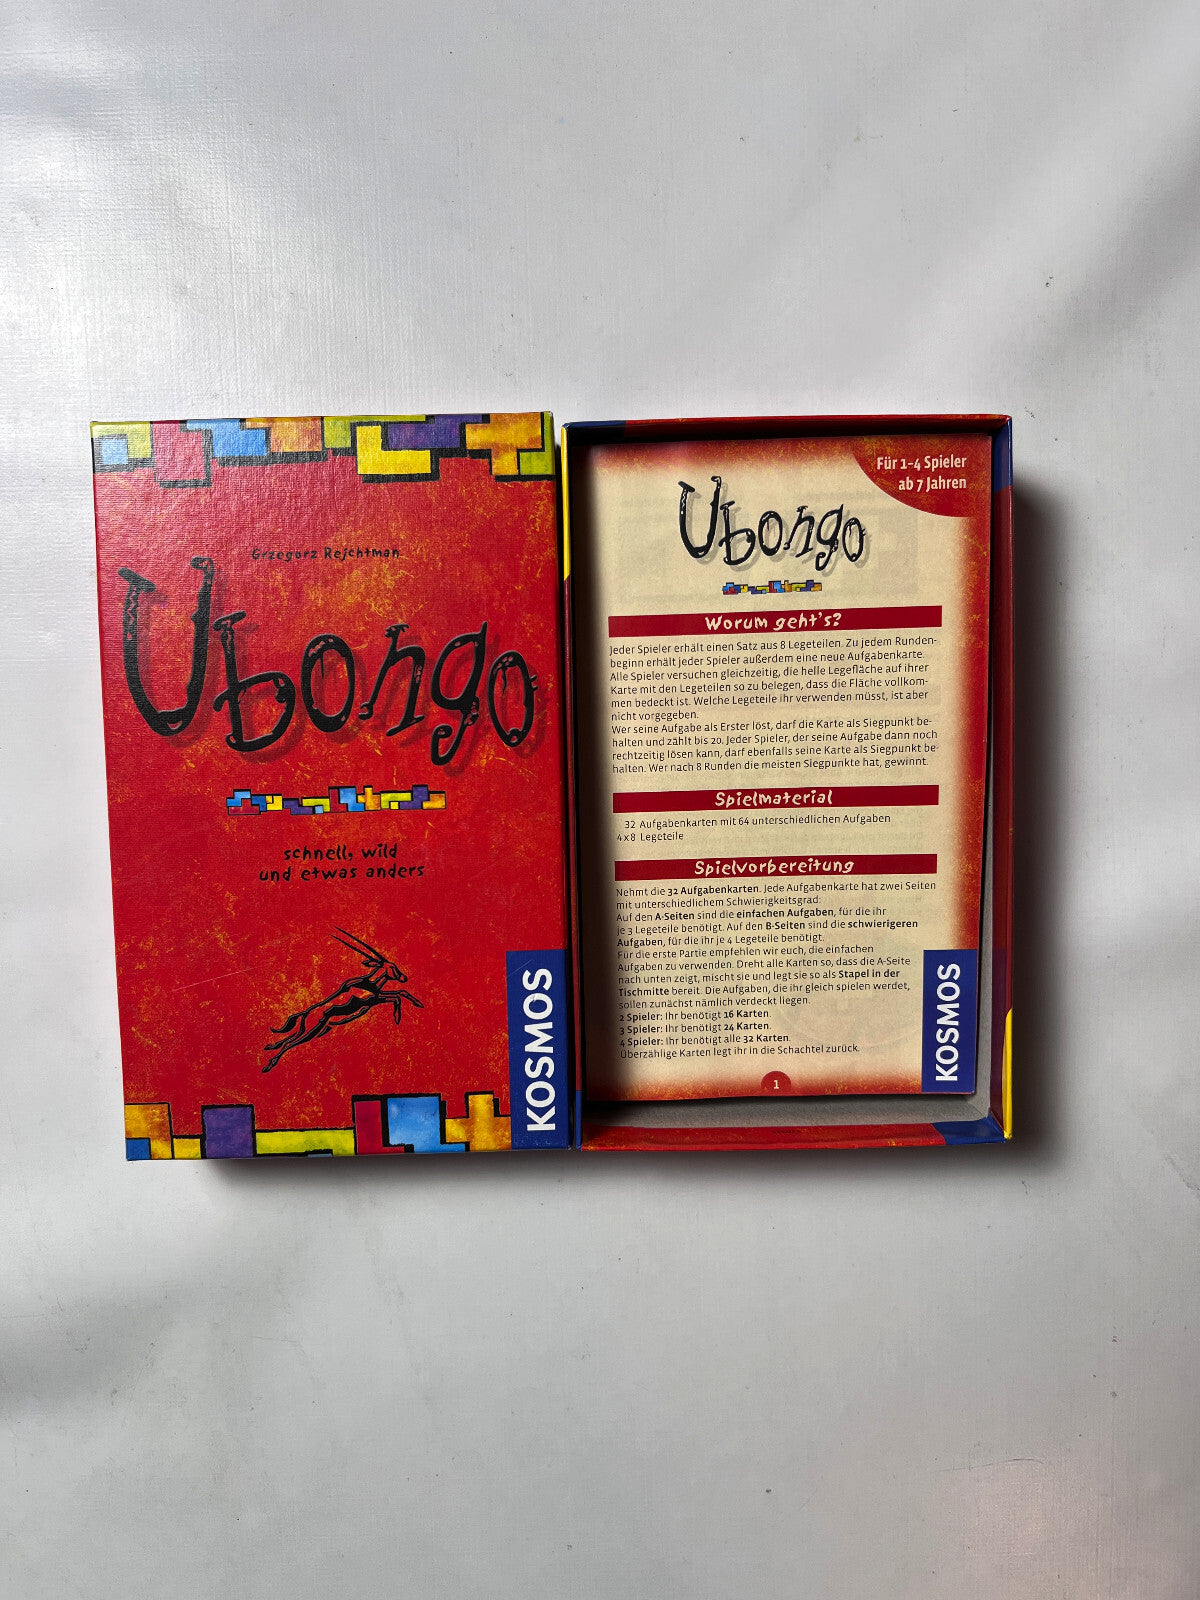 Grzegorz Rejchtman
Ubongo
schnell, wild
und etwas anders
KOSMOS
Für 1-4 Spieler
ab 7 Jahren
Ubongo
Worum geht's?
Jeder Spieler erhält einen Satz aus 8 Legeteilen. Zu jedem Runden-
beginn erhält jeder Spieler außerdem eine neue Aufgabenkarte.
Alle Spieler versuchen gleichzeitig, die helle Legefläche auf ihrer
Karte mit den Legeteilen so zu belegen, dass die Fläche vollkom-
men bedeckt ist. Welche Legeteile ihr verwenden müsst, ist aber
nicht vorgegeben.
Wer seine Aufgabe als Erster löst, darf die Karte als Siegpunkt be-
halten und zählt bis 20. Jeder Spieler, der seine Aufgabe dann noch
rechtzeitig lösen kann, darf ebenfalls seine Karte als Siegpunkt be-
halten. Wer nach 8 Runden die meisten Siegpunkte hat, gewinnt.
Spielmaterial
32 Aufgabenkarten mit 64 unterschiedlichen Aufgaben
4x8 Legeteile
Spielvorbereitung
Nehmt die 32 Aufgabenkarten. Jede Aufgabenkarte hat zwei Seiten
mit unterschiedlichem Schwierigkeitsgrad:
Auf den A-Seiten sind die einfachen Aufgaben, für die ihr
je 3 Legeteile benötigt. Auf den B-Seiten sind die schwierigeren
Aufgaben, für die ihr je 4 Legeteile benötigt.
Für die erste Partie empfehlen wir euch, die einfachen
Aufgaben zu verwenden. Dreht alle Karten so, dass die A-Seite
nach unten zeigt, mischt sie und legt sie so als Stapel in der
Tischmitte bereit. Die Aufgaben, die ihr gleich spielen werdet,
sollen zunächst nämlich verdeckt liegen.
2 Spieler: Ihr benötigt 16 Karten.
3 Spieler: Ihr benötigt 24 Karten.
4 Spieler: Ihr benötigt alle 32 Karten.
Überzählige Karten legt ihr in die Schachtel zurück.
KOSMOS
1